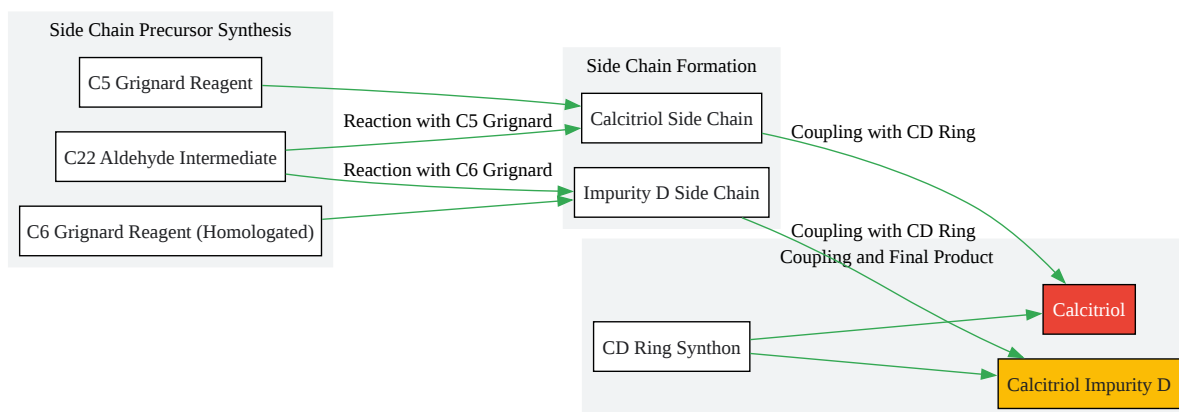 Side Chain Precursor Synthesis
C5 Grignard Reagent
C22 Aldehyde Intermediate
C6 Grignard Reagent (Homologated)
Reaction with C5 Grignard
Reaction with C6 Grignard
Side Chain Formation
Calcitriol Side Chain
Impurity D Side Chain
Coupling with CD Ring
Coupling with CD Ring
Coupling and Final Product
CD Ring Synthon
Calcitriol
Calcitriol Impurity D